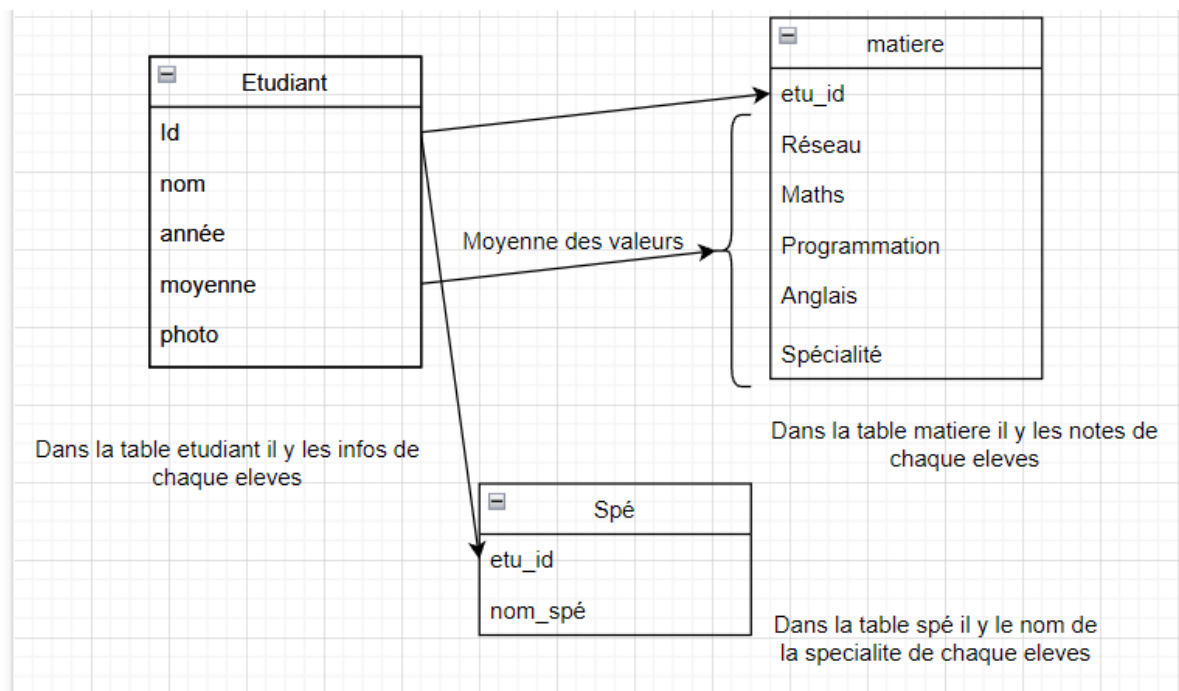 Etudiant
Id
nom
année
moyenne
photo
Moyenne des valeurs
matiere
etu_id
Réseau
Maths
Programmation
Anglais
Spécialité
Dans la table etudiant il y les infos de
chaque eleves
Dans la table matiere il y les notes de
chaque eleves
Spé
etu_id
nom_spé
Dans la table spé il y le nom de
la specialite de chaque eleves